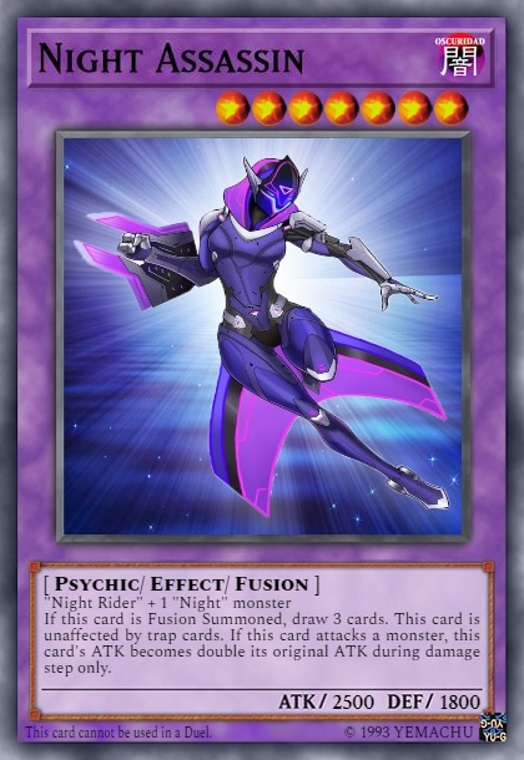 Night Assassin
OSCURIDAD
闇
[ Psychic/ Effect/ Fusion ]
"Night Rider" + 1 "Night" monster
If this card is Fusion Summoned, draw 3 cards. This card is
unaffected by trap cards. If this card attacks a monster, this
card's ATK becomes double its original ATK during damage
step only.
ATK/ 2500 DEF/ 1800
This card cannot be used in a Duel. © 1993 YEMACHU
YU-G